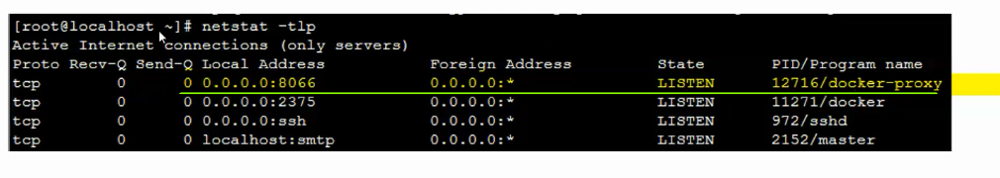 [root@localhost ~]# netstat -tlp
Active Internet connections (only servers)
Proto Recv-Q Send-Q Local Address Foreign Address State PID/Program name
tcp 0 0 0.0.0.0:8066 0.0.0.0:* LISTEN 12716/docker-proxy
tcp 0 0 0.0.0.0:2375 0.0.0.0:* LISTEN 11271/docker
tcp 0 0 0.0.0.0:ssh 0.0.0.0:* LISTEN 972/sshd
tcp 0 0 localhost:smtp 0.0.0.0:* LISTEN 2152/master